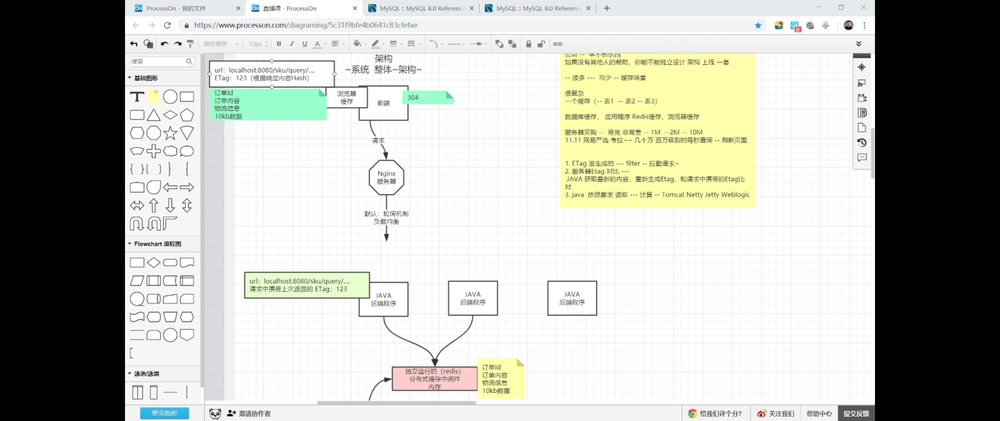 ProcessOn - 我的文件
直播课 - ProcessOn
MySQL :: MySQL 8.0 Reference
MySQL :: MySQL 8.0 Reference
https://www.processon.com/diagraming/5c31f9bfe4b0641c83cfefae
新
微软雅黑
13px
B I U A
搜索
基础图形
T
Flowchart 流程图
泳池/泳道
更多图形
架构
~系统 整体~架构~
url：localhost:8080/sku/query/....
ETag：123（根据响应内容Hash）
订单Id
订单内容
物流信息
10kb数据
浏览器
缓存
前端
304
请求
Nginx
服务器
默认：轮询机制
负载均衡
url：localhost:8080/sku/query/....
请求中携带上次返回的 ETag：123
JAVA
后端程序
JAVA
后端程序
JAVA
后端程序
独立运行的（redis）
分布式缓存中间件
内存
订单Id
订单内容
物流信息
10kb数据
公司 -- 学不到东西
如果没有其他人的帮助，你能不能独立设计 架构 上线 一套
-- 读多 --- 写少 -- 缓存场景
很复杂
一个缓存（-- 表1 -- 表2 -- 表3）
数据库缓存、 应用程序 Redis缓存、浏览器缓存
服务器采购 -- 带宽 非常贵 -- 1M --2M -- 10M
11.11 网易严选 考拉~~ 几十万 百万级别的每秒查询 -- 刷新页面
1. ETag 谁生成的 --- filter -- 拦截请求~
2. 服务器Etag 对比 ---
JAVA 获取最新的内容，重新生成Etag，和请求中携带的Etag比
对
3. java 依然要求 读取 --- 计算 -- Tomcat Netty Jetty Weblogic
邀请协作者
给我们评个分?
关注我们
帮助中心
提交反馈